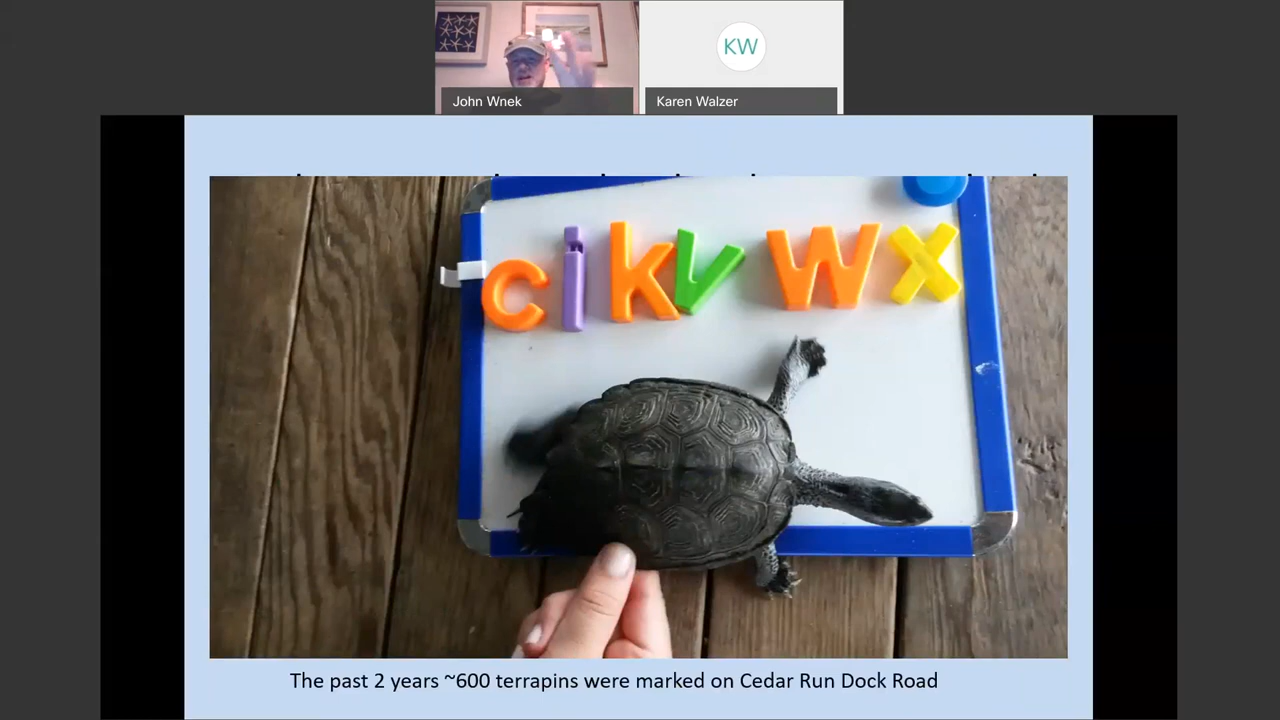 KW
John Wnek
Karen Walzer
c i k v w x
The past 2 years ~600 terrapins were marked on Cedar Run Dock Road